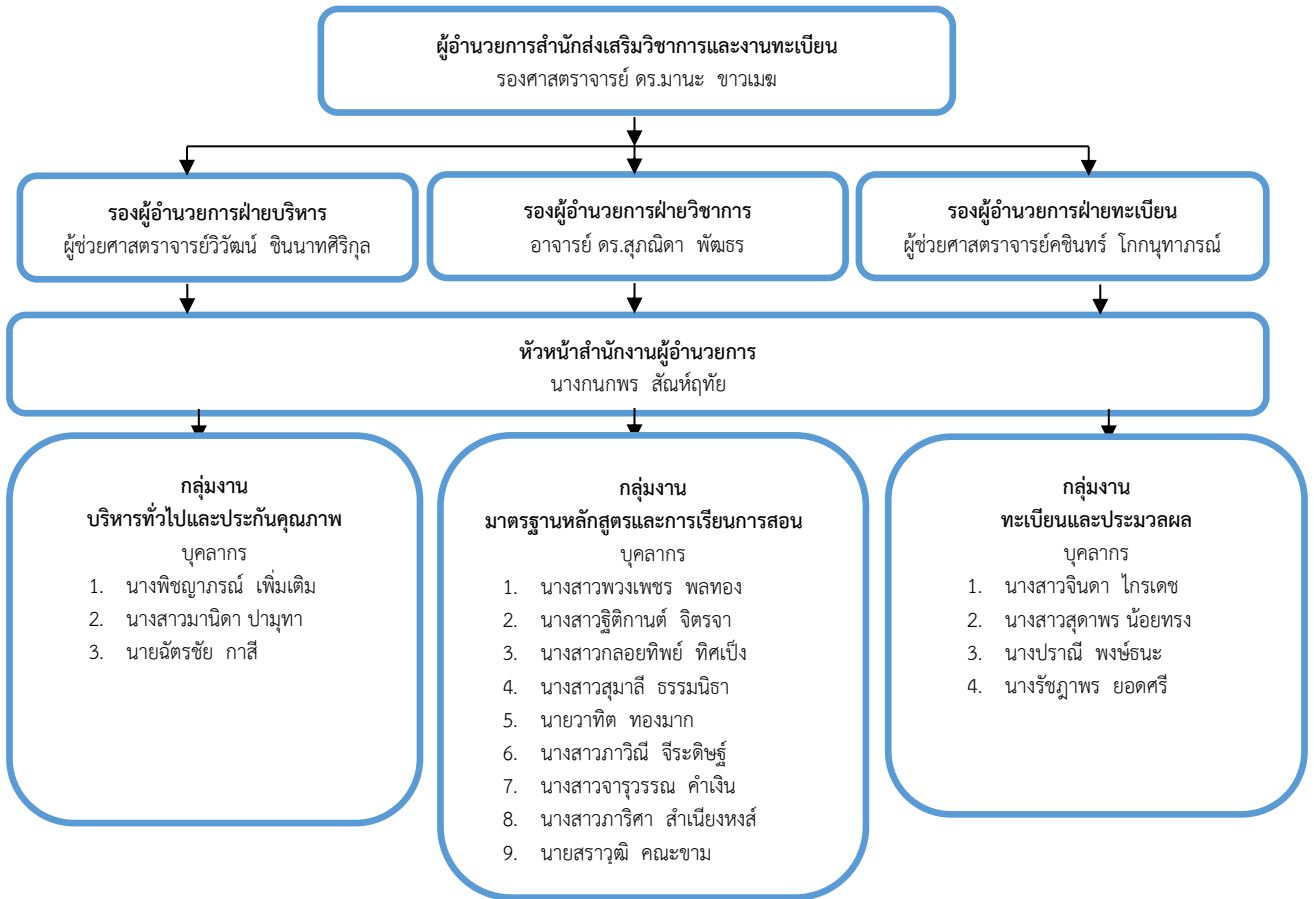 ผู้อำนวยการสำนักส่งเสริมวิชาการและงานทะเบียน
รองศาสตราจารย์ ดร.มานะ ขาวเมฆ
รองผู้อำนวยการฝ่ายบริหาร
ผู้ช่วยศาสตราจารย์วิวัฒน์ ชินนาทศิริกุล
รองผู้อำนวยการฝ่ายวิชาการ
อาจารย์ ดร.สุภณิดา พัฒธร
รองผู้อำนวยการฝ่ายทะเบียน
ผู้ช่วยศาสตราจารย์คชินทร์ โกกนุทาภรณ์
หัวหน้าสำนักงานผู้อำนวยการ
นางกนกพร สัณห์ฤทัย
กลุ่มงาน
บริหารทั่วไปและประกันคุณภาพ
บุคลากร
1. นางพิชญาภรณ์ เพิ่มเติม
2. นางสาวมานิดา ปามุทา
3. นายฉัตรชัย กาสี
กลุ่มงาน
มาตรฐานหลักสูตรและการเรียนการสอน
บุคลากร
1. นางสาวพวงเพชร พลทอง
2. นางสาวฐิติกานต์ จิตรจา
3. นางสาวกลอยทิพย์ ทิศเป็ง
4. นางสาวสุมาลี ธรรมนิธา
5. นายวาทิต ทองมาก
6. นางสาวภาวิณี จีระดิษฐ์
7. นางสาวจารุวรรณ คำเงิน
8. นางสาวภาริศา สำเนียงหงส์
9. นายสราวุฒิ คณะขาม
กลุ่มงาน
ทะเบียนและประมวลผล
บุคลากร
1. นางสาวจินดา ไกรเดช
2. นางสาวสุดาพร น้อยทรง
3. นางปราณี พงษ์ธนะ
4. นางรัชฎาพร ยอดศรี